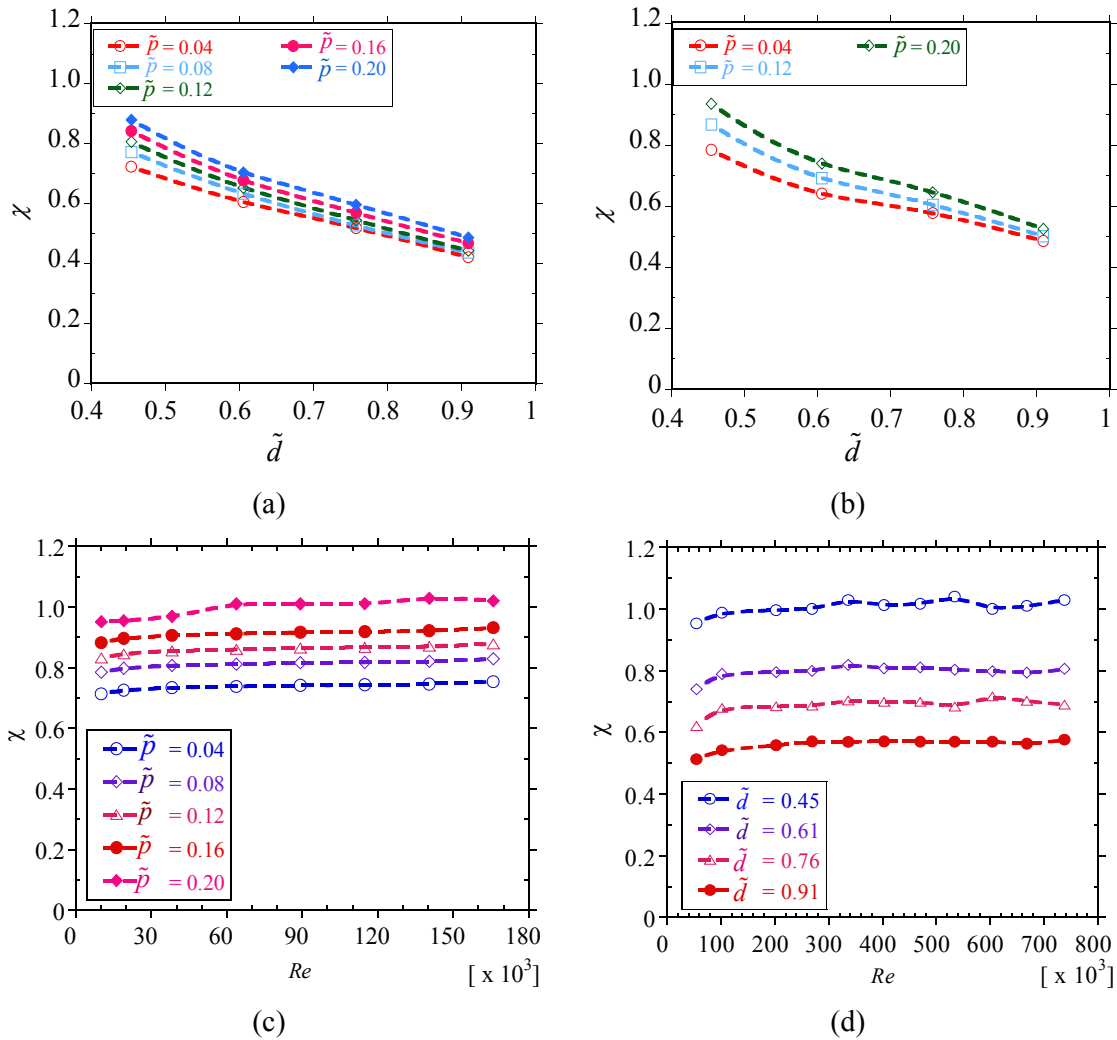 1.2
1.0
0.8
0.6
0.4
0.2
0
χ
p̃ = 0.04
p̃ = 0.08
p̃ = 0.12
p̃ = 0.16
p̃ = 0.20
0.4 0.5 0.6 0.7 0.8 0.9 1
d̃
(a)
1.2
1.0
0.8
0.6
0.4
0.2
0
χ
p̃ = 0.04
p̃ = 0.12
p̃ = 0.20
0.4 0.5 0.6 0.7 0.8 0.9 1
d̃
(b)
1.2
1.0
0.8
0.6
0.4
0.2
0
χ
p̃ = 0.04
p̃ = 0.08
p̃ = 0.12
p̃ = 0.16
p̃ = 0.20
0 30 60 90 120 150 180
Re [ x 10³]
(c)
1.2
1.0
0.8
0.6
0.4
0.2
0
χ
d̃ = 0.45
d̃ = 0.61
d̃ = 0.76
d̃ = 0.91
0 100 200 300 400 500 600 700 800
Re [ x 10³]
(d)